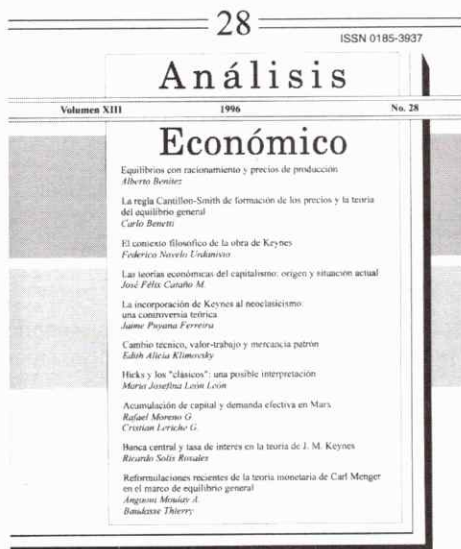 28
ISSN 0185-3937
Análisis
Volumen XIII 1996 No. 28
Económico
Equilibrios con racionamiento y precios de producción
Alberto Benítez
La regla Cantillon-Smith de formación de los precios y la teoría
del equilibrio general
Carlo Benetti
El contexto filosófico de la obra de Keynes
Federico Novelo Urdanivia
Las teorías económicas del capitalismo: origen y situación actual
José Félix Cataño M.
La incorporación de Keynes al neoclasicismo:
una controversia teórica
Jaime Puyana Ferreira
Cambio técnico, valor-trabajo y mercancía patrón
Edith Alicia Klimovsky
Hicks y los "clásicos": una posible interpretación
María Josefina León León
Acumulación de capital y demanda efectiva en Marx
Rafael Moreno G.
Cristian Leriche G.
Banca central y tasa de interés en la teoría de J. M. Keynes
Ricardo Solís Rosales
Reformulaciones recientes de la teoría monetaria de Carl Menger
en el marco de equilibrio general
Moulay A.
Baudasse Thierry